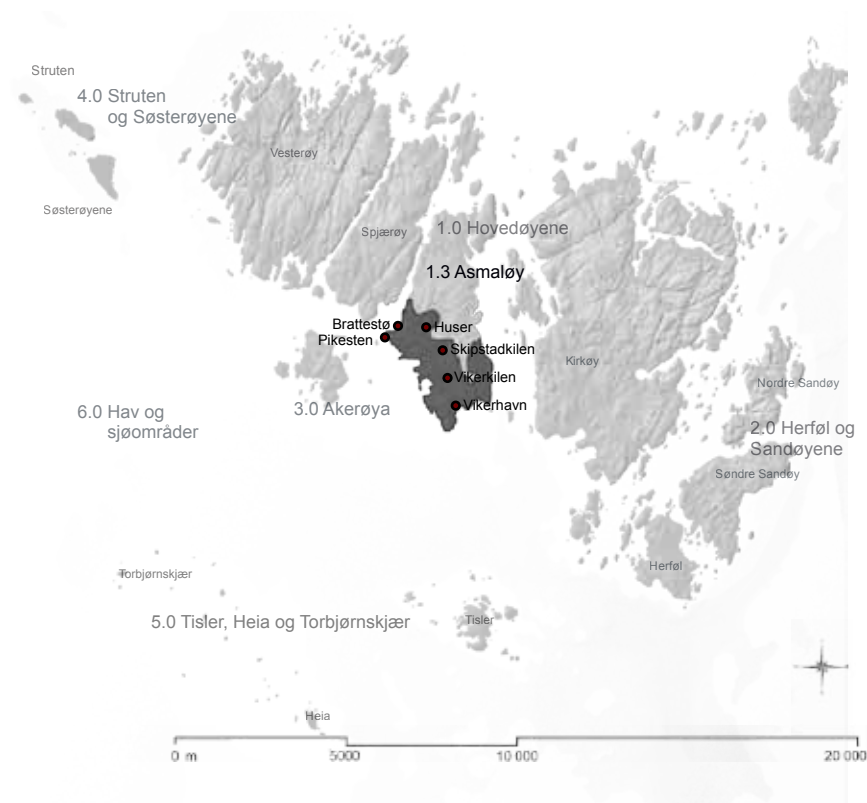 Struten
4.0 Struten
og Søsterøyene
Vesterøy
Søsterøyene
Spjærøy
1.0 Hovedøyene
1.3 Asmaløy
Brattestø
Huser
Pikesten
Skipstadkilen
Kirkøy
Vikerkilen
Nordre Sandøy
3.0 Akerøya
Vikerhavn
6.0 Hav og
sjøområder
2.0 Herføl og
Sandøyene
Søndre Sandøy
Herføl
Torbjørnskjær
5.0 Tisler, Heia og Torbjørnskjær
Tisler
Heia
0 m 5000 10 000 20 000